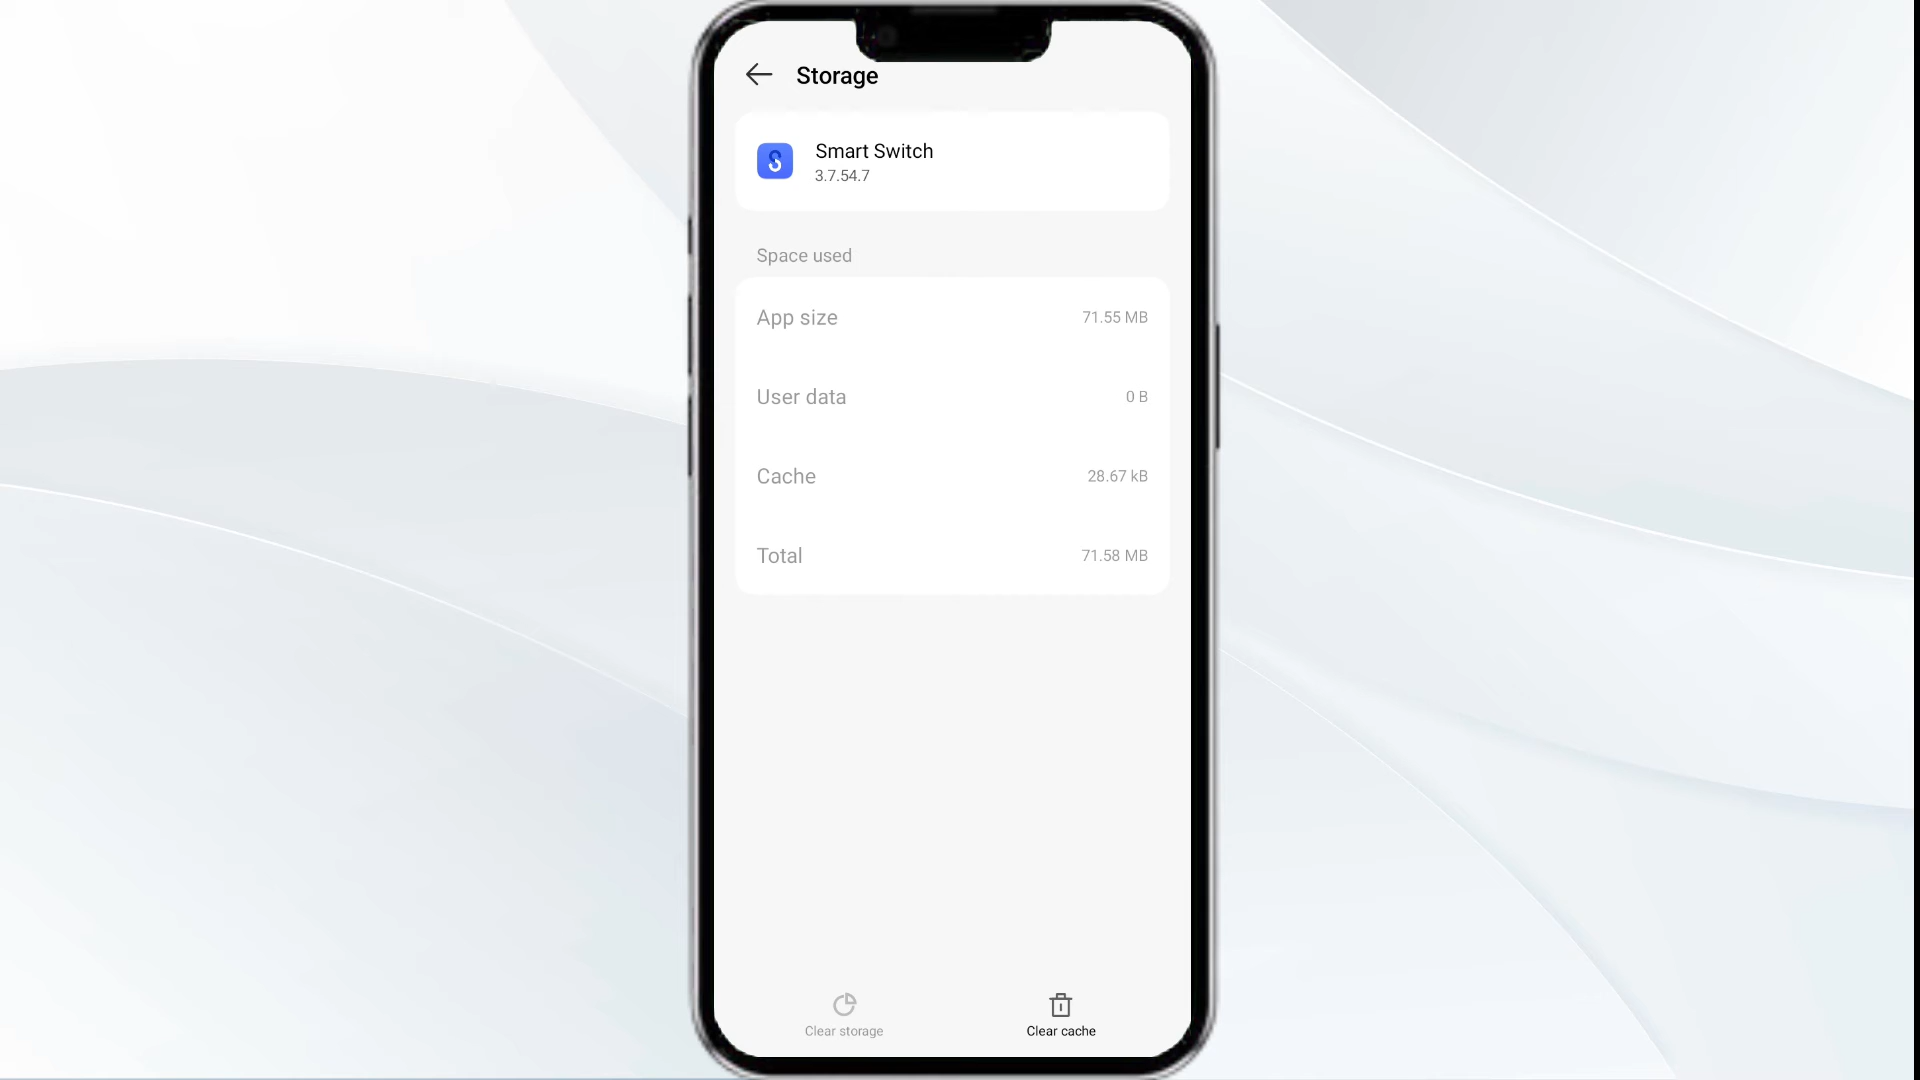 Storage
Smart Switch
3.7.54.7
Space used
App size 71.55 MB
User data 0 B
Cache 28.67 kB
Total 71.58 MB
Clear storage Clear cache